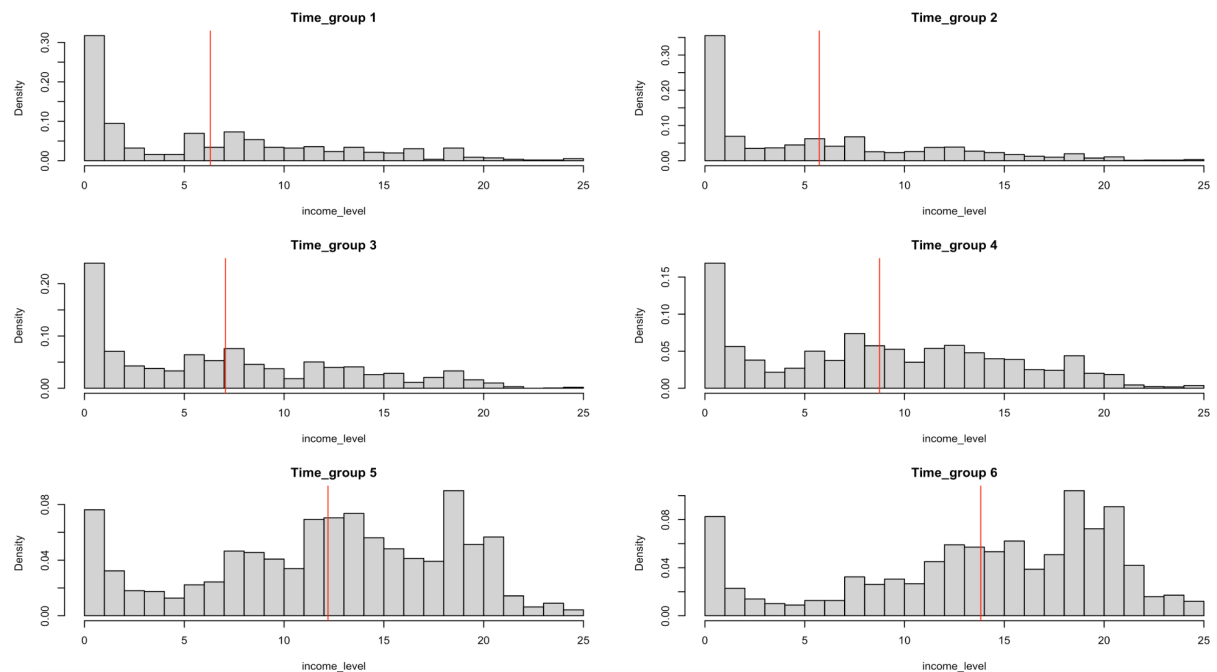 Time_group 1
Density
0.00 0.10 0.20 0.30
0 5 10 15 20 25
income_level
Time_group 2
Density
0.00 0.10 0.20 0.30
0 5 10 15 20 25
income_level
Time_group 3
Density
0.00 0.10 0.20
0 5 10 15 20 25
income_level
Time_group 4
Density
0.00 0.05 0.10 0.15
0 5 10 15 20 25
income_level
Time_group 5
Density
0.00 0.04 0.08
0 5 10 15 20 25
income_level
Time_group 6
Density
0.00 0.04 0.08
0 5 10 15 20 25
income_level